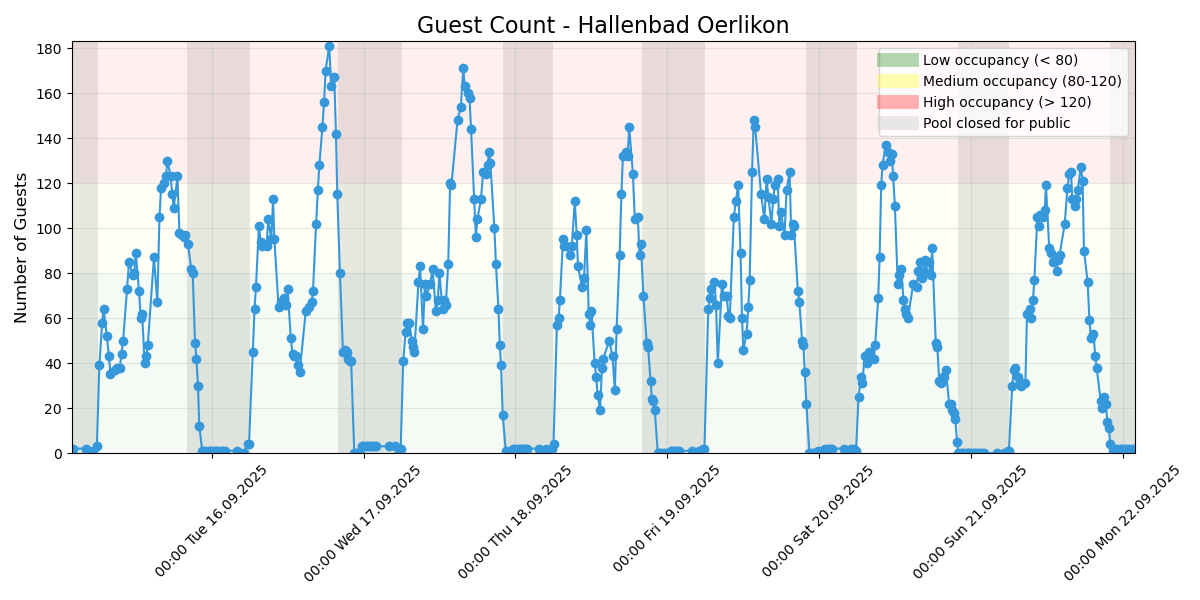 Guest Count - Hallenbad Oerlikon
Number of Guests
180
160
140
120
100
80
60
40
20
0
Low occupancy (< 80)
Medium occupancy (80-120)
High occupancy (> 120)
Pool closed for public
00:00 Tue 16.09.2025
00:00 Wed 17.09.2025
00:00 Thu 18.09.2025
00:00 Fri 19.09.2025
00:00 Sat 20.09.2025
00:00 Sun 21.09.2025
00:00 Mon 22.09.2025